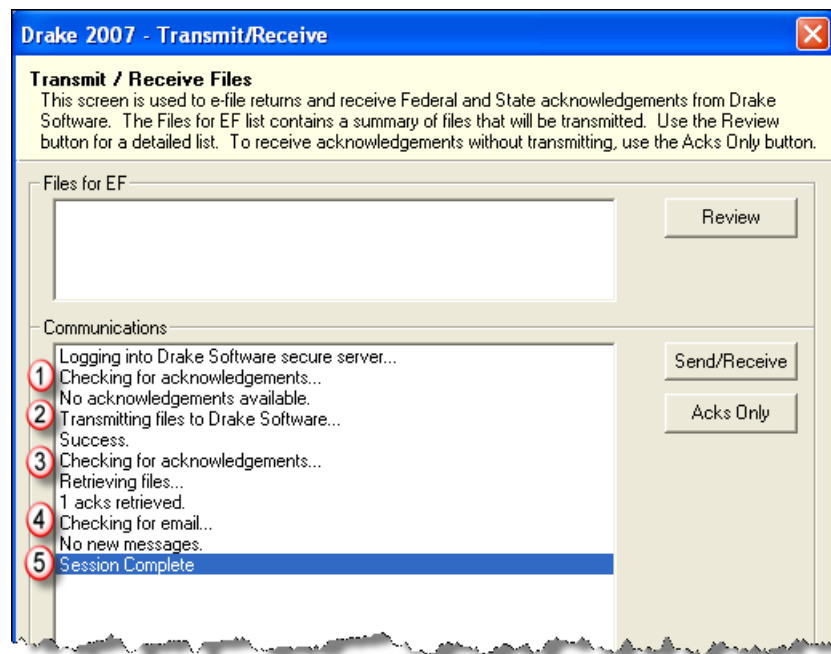 Drake 2007 - Transmit/Receive
Transmit / Receive Files
This screen is used to e-file returns and receive Federal and State acknowledgements from Drake
Software. The Files for EF list contains a summary of files that will be transmitted. Use the Review
button for a detailed list. To receive acknowledgements without transmitting, use the Acks Only button.
Files for EF
Review
Communications
Logging into Drake Software secure server...
Send/Receive
1 Checking for acknowledgements...
No acknowledgements available.
Acks Only
2 Transmitting files to Drake Software...
Success.
3 Checking for acknowledgements...
Retrieving files...
1 acks retrieved.
4 Checking for email...
No new messages.
5 Session Complete